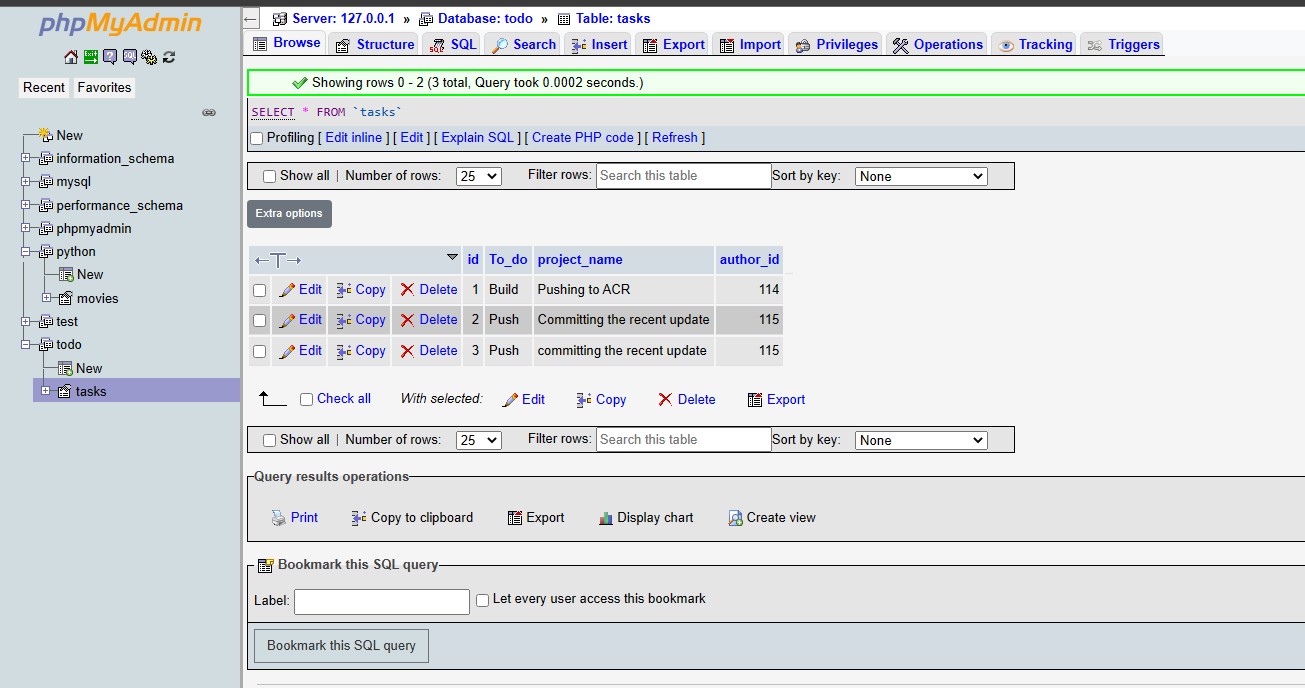 phpMyAdmin
Recent Favorites
New
information_schema
mysql
performance_schema
phpmyadmin
python
New
movies
test
todo
New
tasks
Server: 127.0.0.1 » Database: todo » Table: tasks
Browse Structure SQL Search Insert Export Import Privileges Operations Tracking Triggers
Showing rows 0 - 2 (3 total, Query took 0.0002 seconds.)
SELECT * FROM `tasks`
Profiling [ Edit inline ] [ Edit ] [ Explain SQL ] [ Create PHP code ] [ Refresh ]
Show all | Number of rows: 25 Filter rows: Search this table Sort by key: None
Extra options
←T→ id To_do project_name author_id
Edit Copy Delete 1 Build Pushing to ACR 114
Edit Copy Delete 2 Push Committing the recent update 115
Edit Copy Delete 3 Push committing the recent update 115
Check all With selected: Edit Copy Delete Export
Show all | Number of rows: 25 Filter rows: Search this table Sort by key: None
Query results operations
Print Copy to clipboard Export Display chart Create view
Bookmark this SQL query
Label: Let every user access this bookmark
Bookmark this SQL query